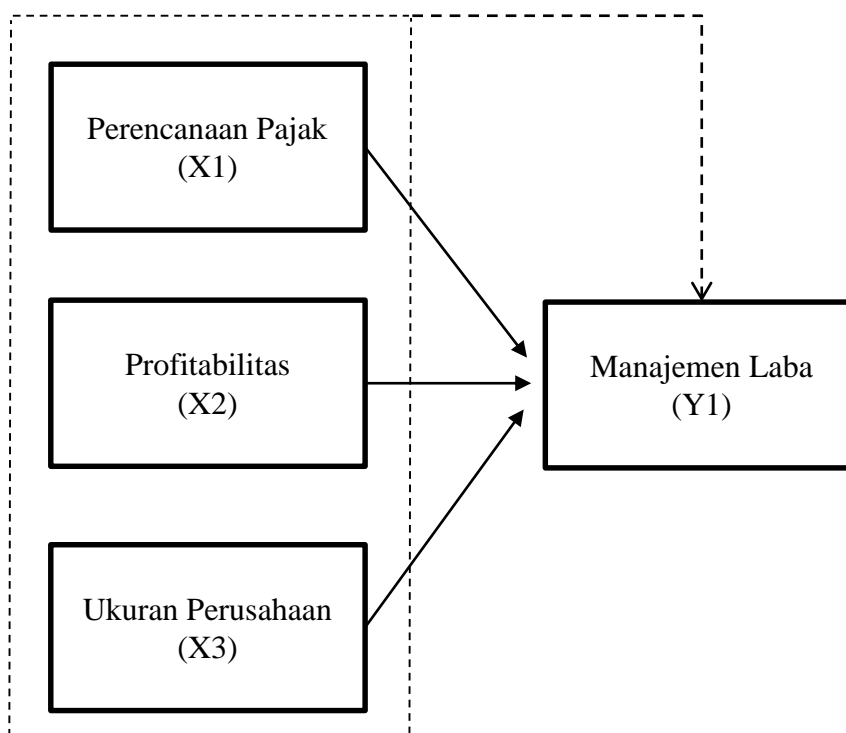 Perencanaan Pajak
(X1)
Profitabilitas
(X2)
Manajemen Laba
(Y1)
Ukuran Perusahaan
(X3)